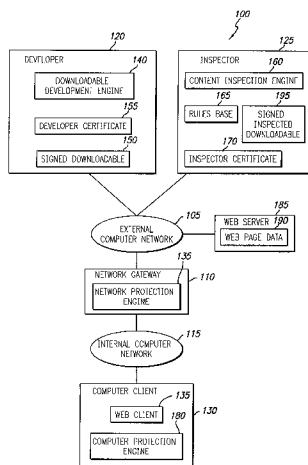 100
120
DEVELOPER
140
DOWNLOADABLE
DEVELOPMENT ENGINE
155
DEVELOPER CERTIFICATE
150
SIGNED DOWNLOADABLE
125
INSPECTOR
160
CONTENT INSPECTION ENGINE
165
195
RULES BASE
SIGNED
INSPECTED
DOWNLOADABLE
170
INSPECTOR CERTIFICATE
105
EXTERNAL
COMPUTER NETWORK
185
WEB SERVER
190
WEB PAGE DATA
NETWORK GATEWAY
135
110
NETWORK PROTECTION
ENGINE
115
INTERNAL COMPUTER
NETWORK
COMPUTER CLIENT
135
WEB CLIENT
130
180
COMPUTER PROTECTION
ENGINE